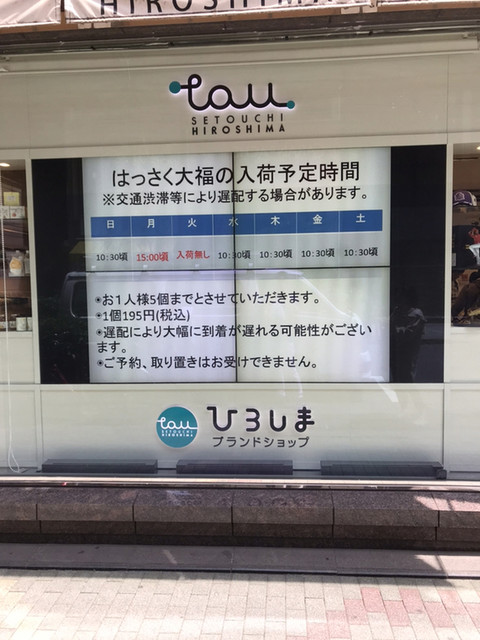 HIROSHIMA
tau
SETOUCHI
HIROSHIMA
はっさく大福の入荷予定時間
※交通渋滞等により遅配する場合があります。
日 月 火 水 木 金 土
10:30頃 15:00頃 入荷無し 10:30頃 10:30頃 10:30頃 10:30頃
◉お1人様5個までとさせていただきます。
◉1個195円(税込)
◉遅配により大幅に到着が遅れる可能性がござい
ます。
◉ご予約、取り置きはお受けできません。
tau
SETOUCHI
HIROSHIMA
ひろしま
ブランドショップ